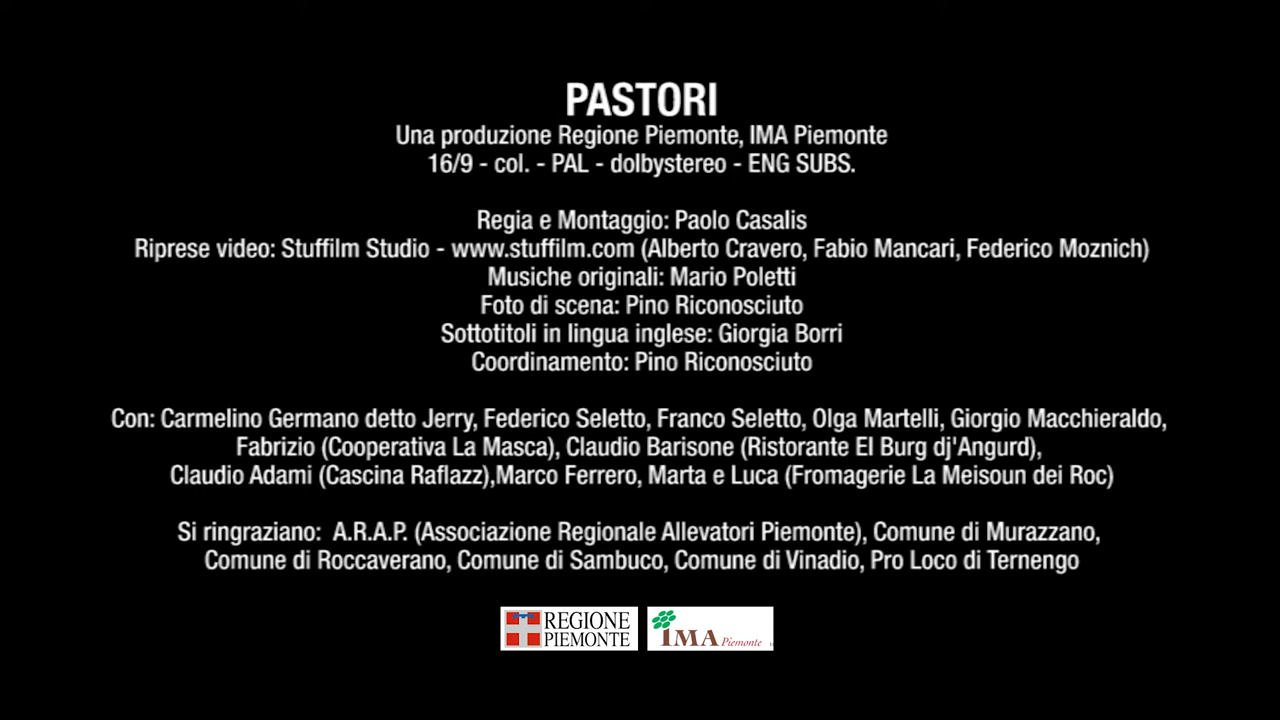 PASTORI
Una produzione Regione Piemonte, IMA Piemonte
16/9 - col. - PAL - dolbystereo - ENG SUBS.
Regia e Montaggio: Paolo Casalis
Riprese video: Stuffilm Studio - www.stuffilm.com (Alberto Cravero, Fabio Mancari, Federico Moznich)
Musiche originali: Mario Poletti
Foto di scena: Pino Riconosciuto
Sottotitoli in lingua inglese: Giorgia Borri
Coordinamento: Pino Riconosciuto
Con: Carmelino Germano detto Jerry, Federico Seletto, Franco Seletto, Olga Martelli, Giorgio Macchieraldo,
Fabrizio (Cooperativa La Masca), Claudio Barisone (Ristorante El Burg dj'Angurd),
Claudio Adami (Cascina Raflazz),Marco Ferrero, Marta e Luca (Fromagerie La Meisoun dei Roc)
Si ringraziano:  A.R.A.P. (Associazione Regionale Allevatori Piemonte), Comune di Murazzano,
Comune di Roccaverano, Comune di Sambuco, Comune di Vinadio, Pro Loco di Ternengo
REGIONE
PIEMONTE
IMA Piemonte